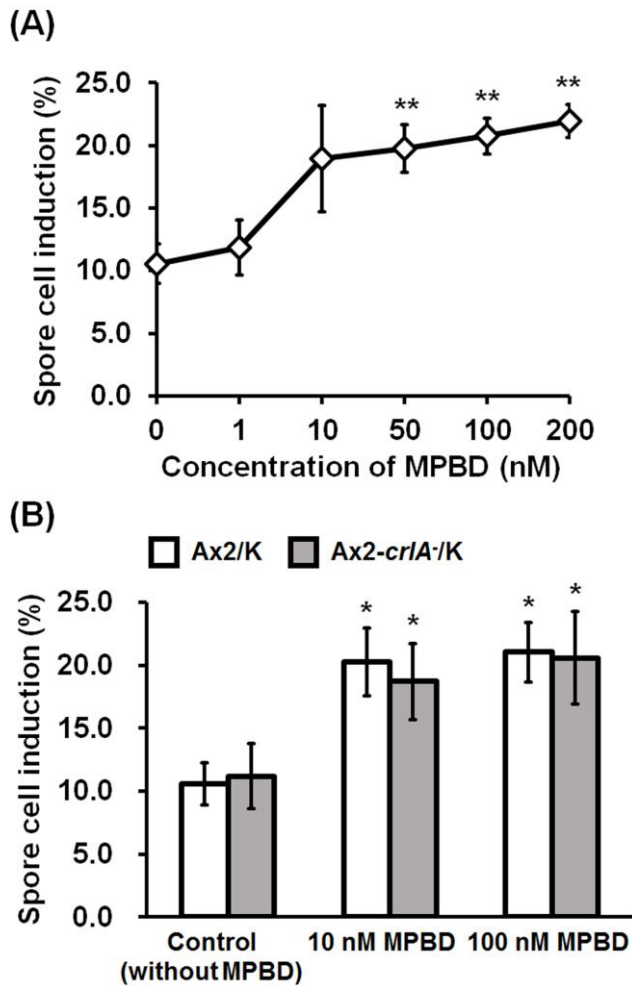 (A)
Spore cell induction (%)
25.0
20.0
15.0
10.0
5.0
0.0
** ** **
0 1 10 50 100 200
Concentration of MPBD (nM)
(B)
Ax2/K Ax2-crlA-/K
Spore cell induction (%)
25.0
20.0
15.0
10.0
5.0
0.0
* * * *
Control 10 nM MPBD 100 nM MPBD
(without MPBD)